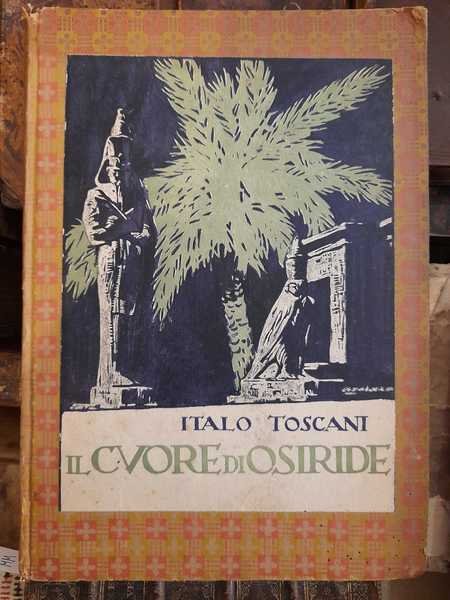 ITALO TOSCANI
IL CVORE DI OSIRIDE